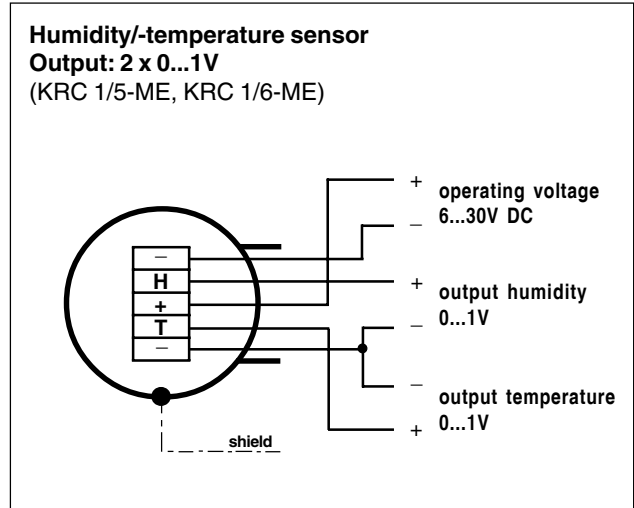 Humidity/-temperature sensor
Output: 2 x 0...1V
(KRC 1/5-ME, KRC 1/6-ME)
+ operating voltage
– 6...30V DC
–
H
+
T
–
+ output humidity
– 0...1V
– output temperature
+ 0...1V
shield